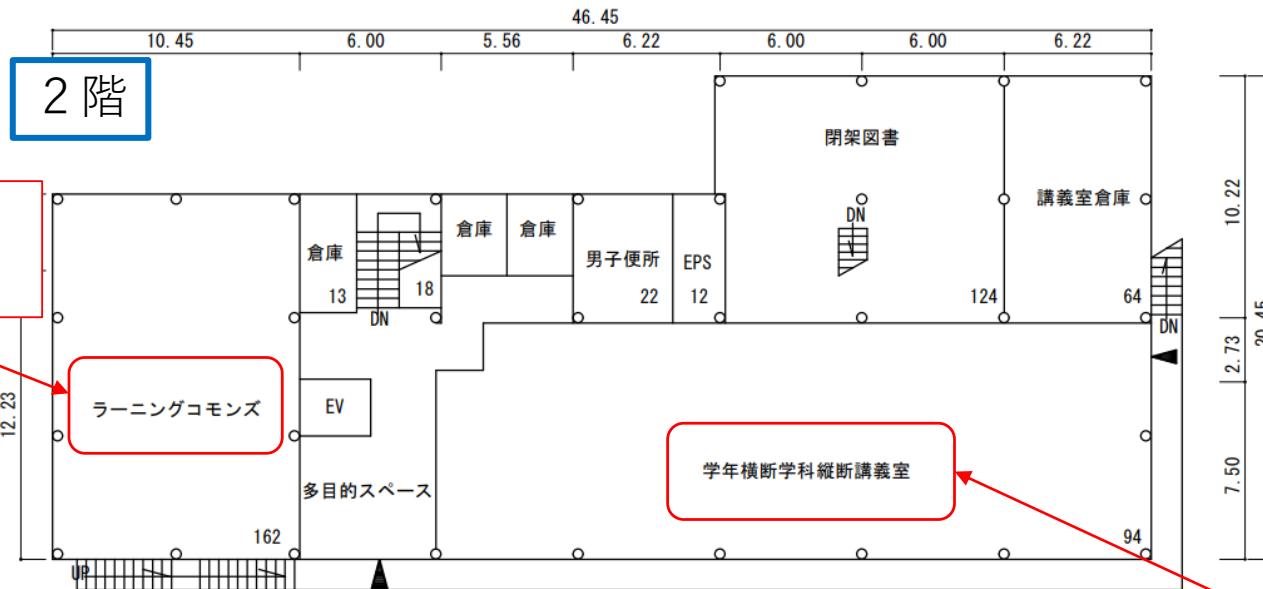 46.45
10.45 6.00 5.56 6.22 6.00 6.00 6.22
2階
閉架図書
講義室倉庫
10.22
倉庫 倉庫
倉庫
男子便所 EPS
DN
13 18 22 12 124 64
DN
DN
20.45
2.73
12.23
ラーニングコモンズ
EV
学年横断学科縦断講義室
7.50
多目的スペース
162
94
UP